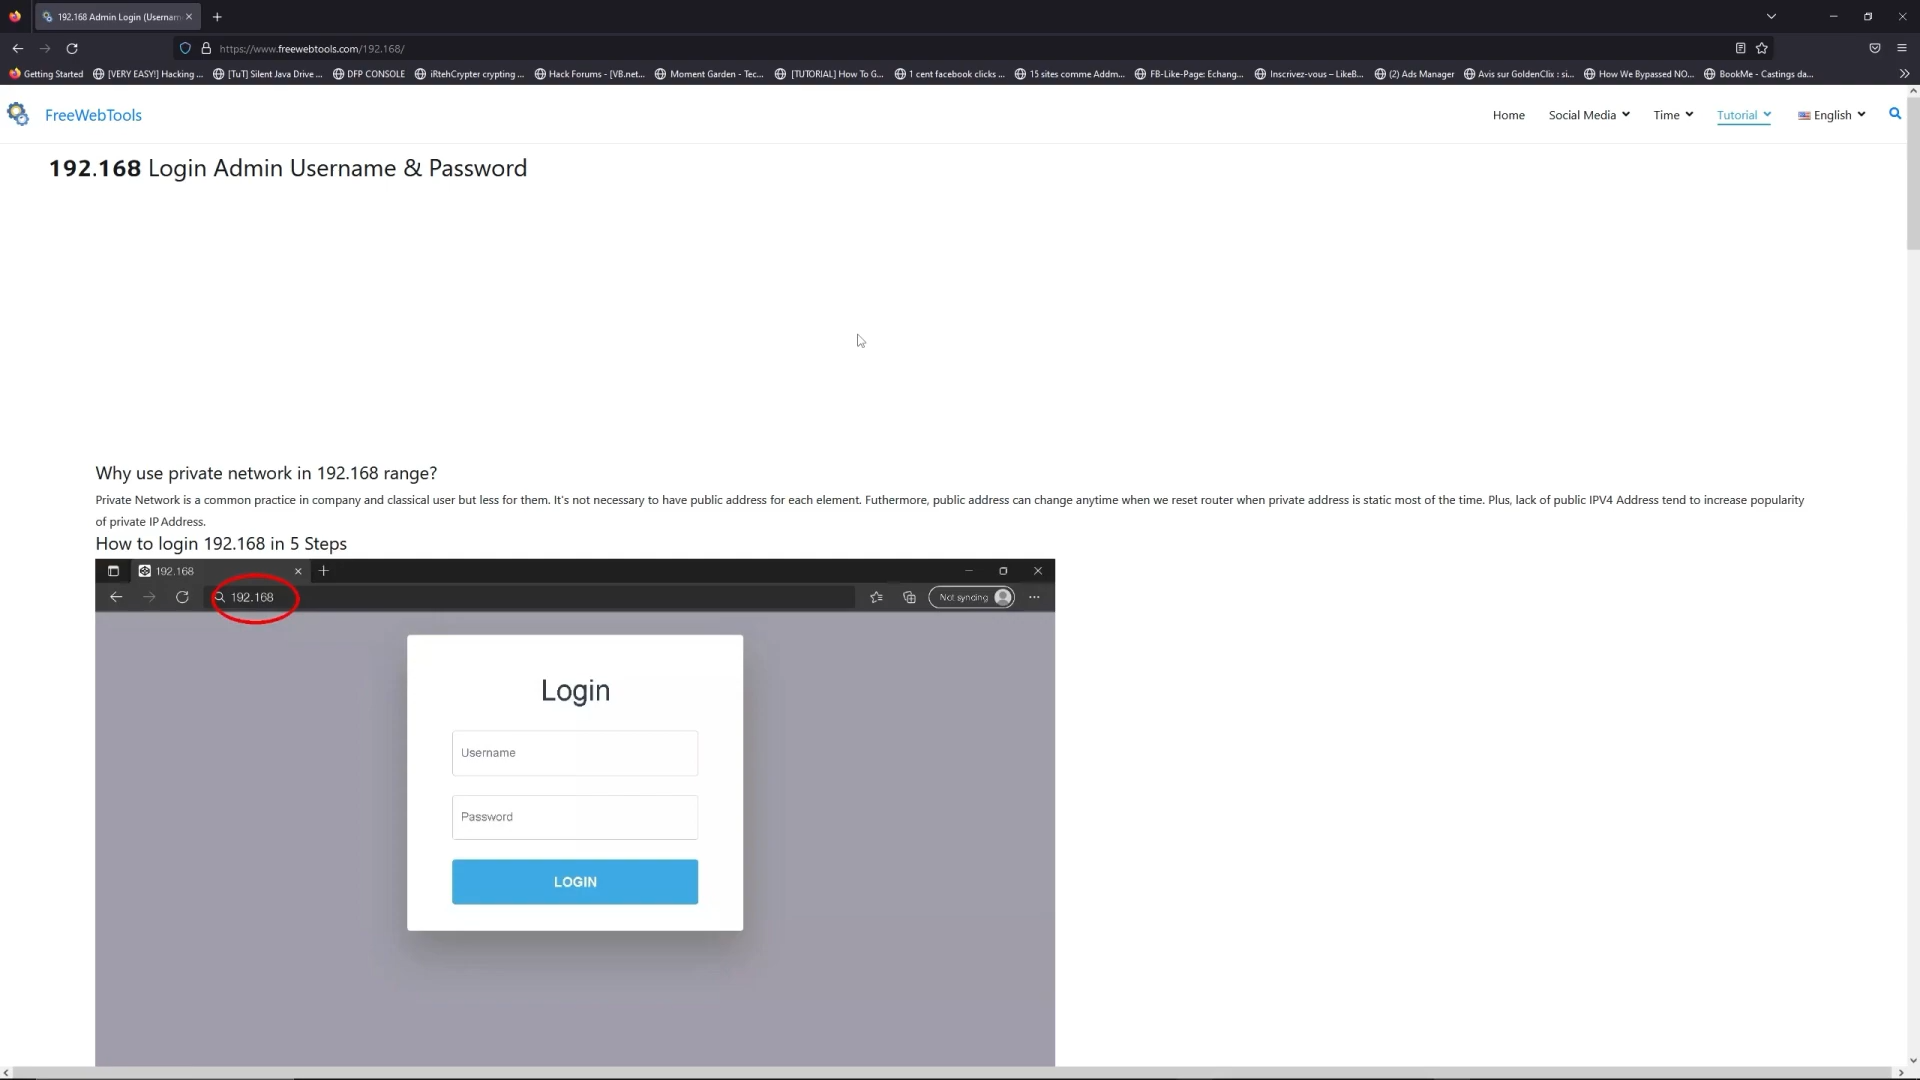 192.168 Admin Login (Usernam
https://www.freewebtools.com/192.168/
Getting Started
[VERY EASY!] Hacking ...
[TuT] Silent Java Drive ...
DFP CONSOLE
iRtehCrypter crypting ...
Hack Forums - [VB.net...
Moment Garden - Tec...
[TUTORIAL] How To G...
1 cent facebook clicks ...
15 sites comme Addm...
FB-Like-Page: Echang...
Inscrivez-vous – LikeB...
(2) Ads Manager
Avis sur GoldenClix : si...
How We Bypassed NO...
BookMe - Castings da...
FreeWebTools
Home
Social Media
Time
Tutorial
English
192.168 Login Admin Username & Password
Why use private network in 192.168 range?
Private Network is a common practice in company and classical user but less for them. It's not necessary to have public address for each element. Futhermore, public address can change anytime when we reset router when private address is static most of the time. Plus, lack of public IPV4 Address tend to increase popularity
of private IP Address.
How to login 192.168 in 5 Steps
192.168
192.168
Not syncing
Login
Username
Password
LOGIN